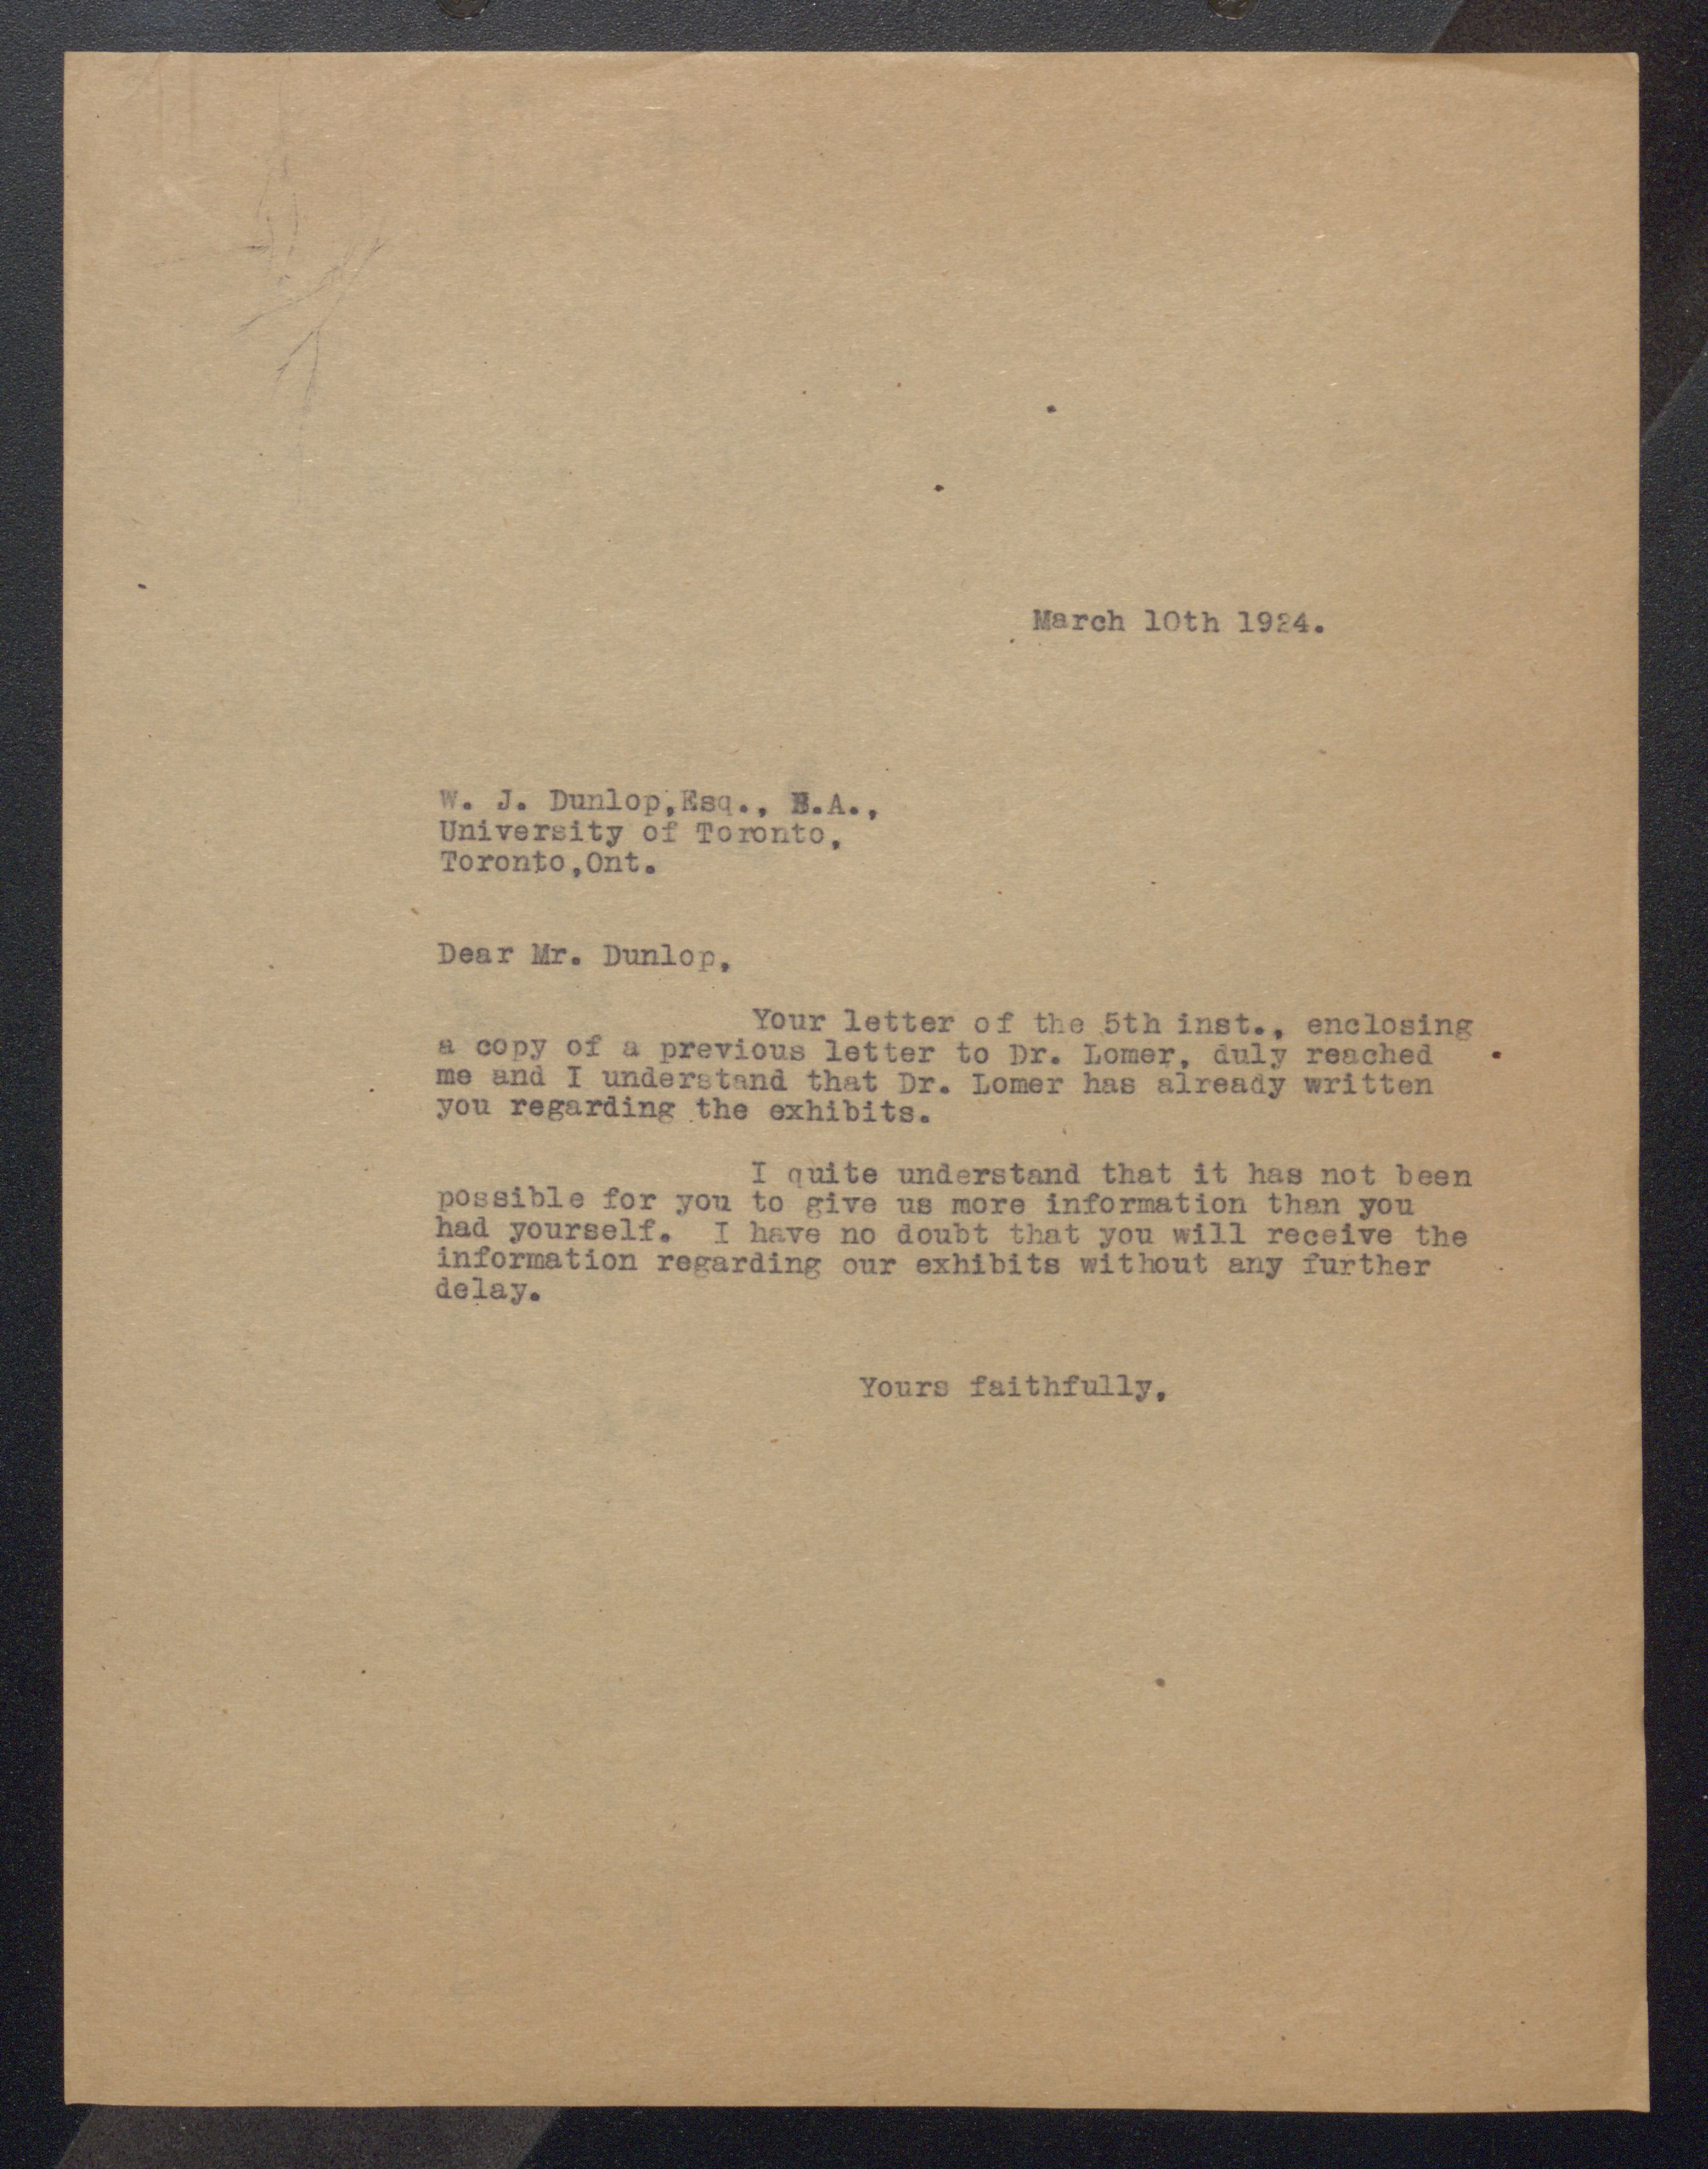 March 10th 1924.
W. J. Dunlop,Esq., B.A.,
University of Toronto,
Toronto,Ont.
Dear Mr. Dunlop,
Your letter of the 5th inst., enclosing
a copy of a previous letter to Dr. Lomer, duly reached
me and I understand that Dr. Lomer has already written
you regarding the exhibits.
I quite understand that it has not been
possible for you to give us more information than you
had yourself. I have no doubt that you will receive the
information regarding our exhibits without any further
delay.
Yours faithfully,